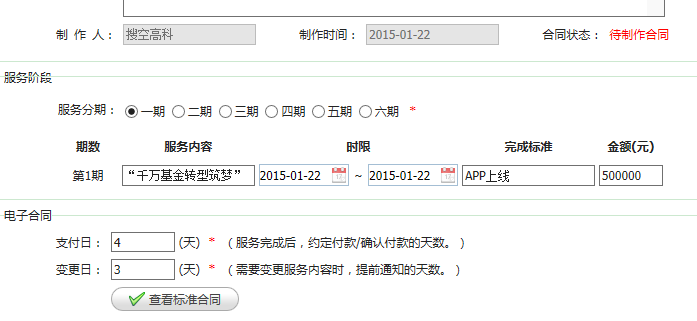 制 作 人： 搜空高科 制作时间： 2015-01-22 合同状态： 待制作合同
服务阶段
服务分期： 一期 二期 三期 四期 五期 六期 *
期数 服务内容 时限 完成标准 金额(元)
第1期 “千万基金转型筑梦” 2015-01-22 ~ 2015-01-22 APP上线 500000
电子合同
支付日： 4 (天) * （服务完成后，约定付款/确认付款的天数。）
变更日： 3 (天) * （需要变更服务内容时，提前通知的天数。）
查看标准合同